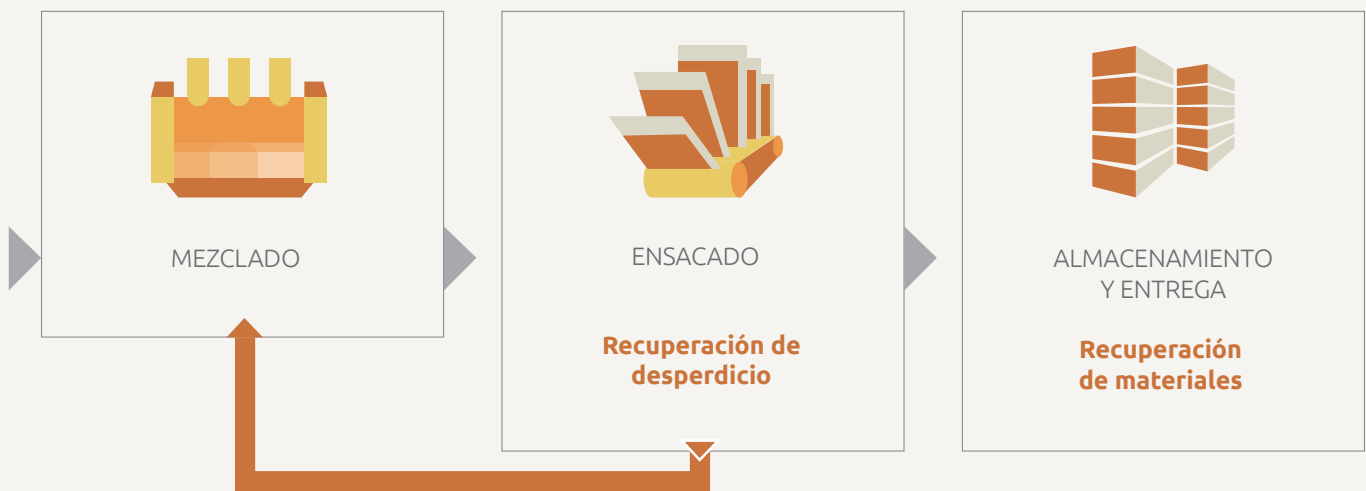 MEZCLADO
ENSACADO
Recuperación de
desperdicio
ALMACENAMIENTO
Y ENTREGA
Recuperación
de materiales